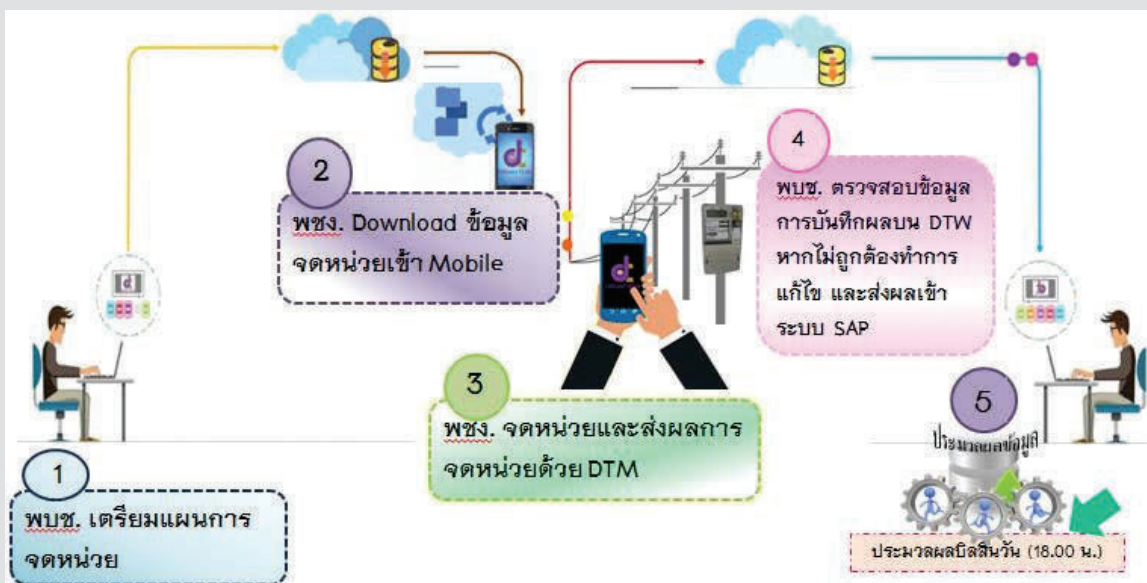 1
พบช. เตรียมแผนการ
จดหน่วย
2
พชง. Download ข้อมูล
จดหน่วยเข้า Mobile
3
พชง. จดหน่วยและส่งผลการ
จดหน่วยด้วย DTM
4
พบช. ตรวจสอบข้อมูล
การบันทึกผลบน DTW
หากไม่ถูกต้องทำการ
แก้ไข และส่งผลเข้า
ระบบ SAP
5
ประมวลผลข้อมูล
ประมวลผลบิลสิ้นวัน (18.00 น.)